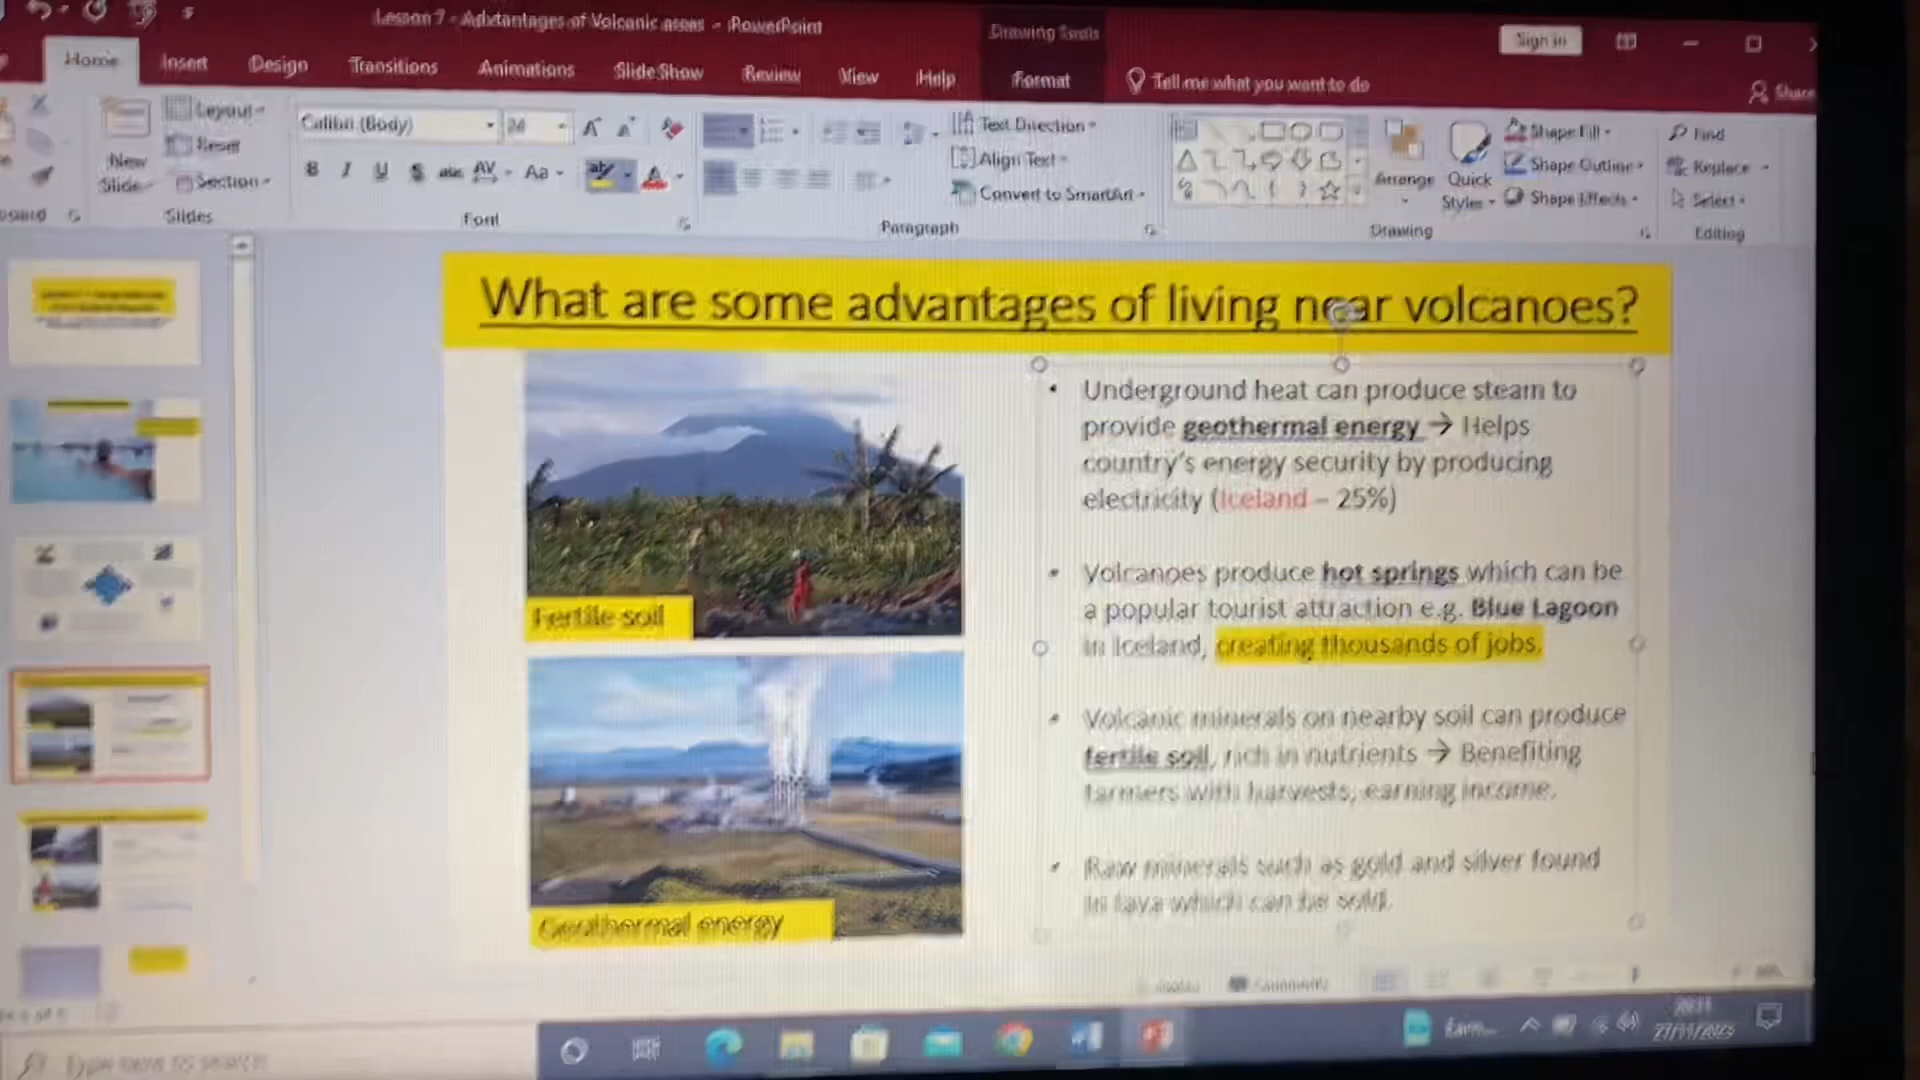 Lesson 7 - Advtantages of Volcanic areas - PowerPoint
Drawing Tools
Sign in
Home Insert Design Transitions Animations Slide Show Review View Help Format Tell me what you want to do
Share
New Slide
Layout
Reset
Section
Slides
Calibri (Body)
Font
Text Direction
Align Text
Convert to SmartArt
Paragraph
Arrange
Quick Styles
Shape Fill
Shape Outline
Shape Effects
Drawing
Find
Replace
Select
Editing
What are some advantages of living near volcanoes?
Fertile soil
Geothermal energy
• Underground heat can produce steam to
provide geothermal energy → Helps
country's energy security by producing
electricity (Iceland – 25%)
• Volcanoes produce hot springs which can be
a popular tourist attraction e.g. Blue Lagoon
in Iceland, creating thousands of jobs.
• Volcanic minerals on nearby soil can produce
fertile soil, rich in nutrients → Benefiting
farmers with harvests, earning income.
• Raw minerals such as gold and silver found
in lava which can be sold.
Comments
Type here to search